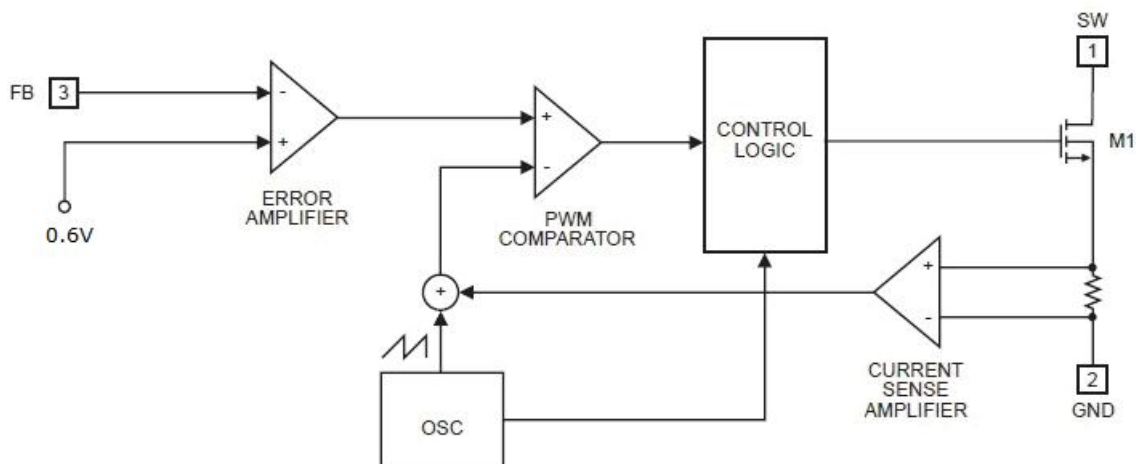 SW
1
FB
3
-
+
ERROR
AMPLIFIER
0.6V
+
-
PWM
COMPARATOR
CONTROL
LOGIC
M1
+
+
-
CURRENT
SENSE
AMPLIFIER
2
GND
OSC